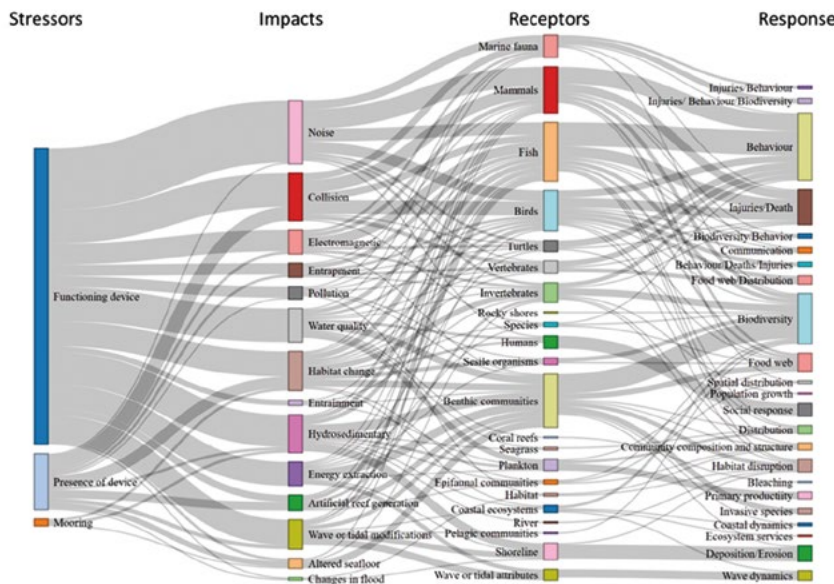 Stressors
Impacts
Receptors
Response
Functioning device
Presence of device
Mooring
Noise
Collision
Electromagnetic
Entrapment
Pollution
Water quality
Habitat change
Entrainment
Hydrosedimentary
Energy extraction
Artificial reef generation
Wave or tidal modifications
Altered seafloor
Changes in flood
Marine fauna
Mammals
Fish
Birds
Turtles
Vertebrates
Invertebrates
Rocky shores
Species
Humans
Sessile organisms
Benthic communities
Coral reefs
Seagrass
Plankton
Epifaunal communities
Habitat
Coastal ecosystems
River
Pelagic communities
Shoreline
Wave or tidal attributes
Injuries/Behaviour
Injuries/ Behaviour/Biodiversity
Behaviour
Injuries/Death
Biodiversity/Behavior
Communication
Behaviour/Deaths/Injuries
Food web/Distribution
Biodiversity
Food web
Spatial distribution
Population growth
Social response
Distribution
Community composition and structure
Habitat disruption
Bleaching
Primary productivity
Invasive species
Coastal dynamics
Ecosystem services
Deposition/Erosion
Wave dynamics